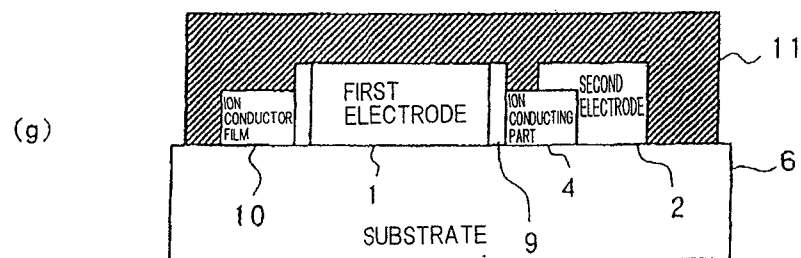 (g)
ION
CONDUCTOR
FILM
FIRST
ELECTRODE
ION
CONDUCTING
PART
SECOND
ELECTRODE
11
10
1
9
4
2
6
SUBSTRATE